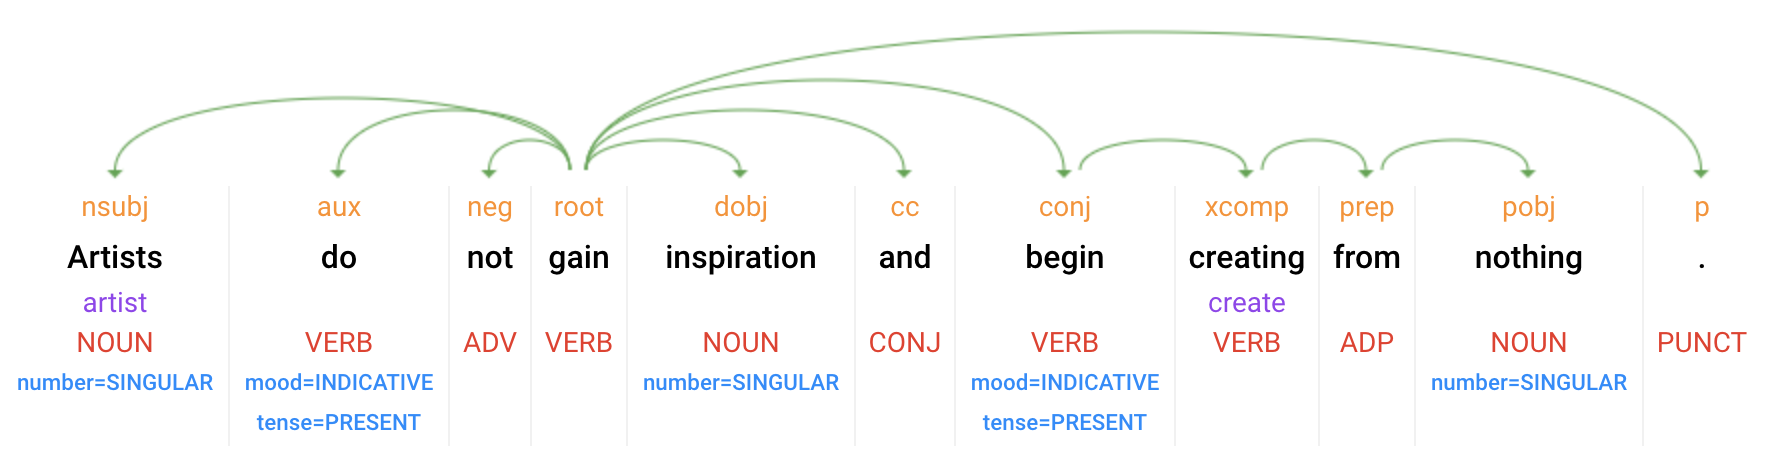 nsubj aux neg root dobj cc conj xcomp prep pobj p
Artists do not gain inspiration and begin creating from nothing .
artist create
NOUN VERB ADV VERB NOUN CONJ VERB VERB ADP NOUN PUNCT
number=SINGULAR mood=INDICATIVE number=SINGULAR mood=INDICATIVE number=SINGULAR
tense=PRESENT tense=PRESENT